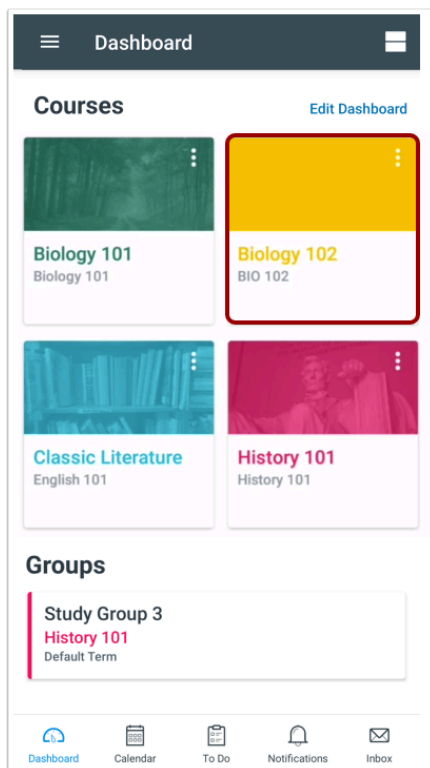 Dashboard
Courses
Edit Dashboard
Biology 101
Biology 101
Biology 102
BIO 102
Classic Literature
English 101
History 101
History 101
Groups
Study Group 3
History 101
Default Term
Dashboard
Calendar
To Do
Notifications
Inbox